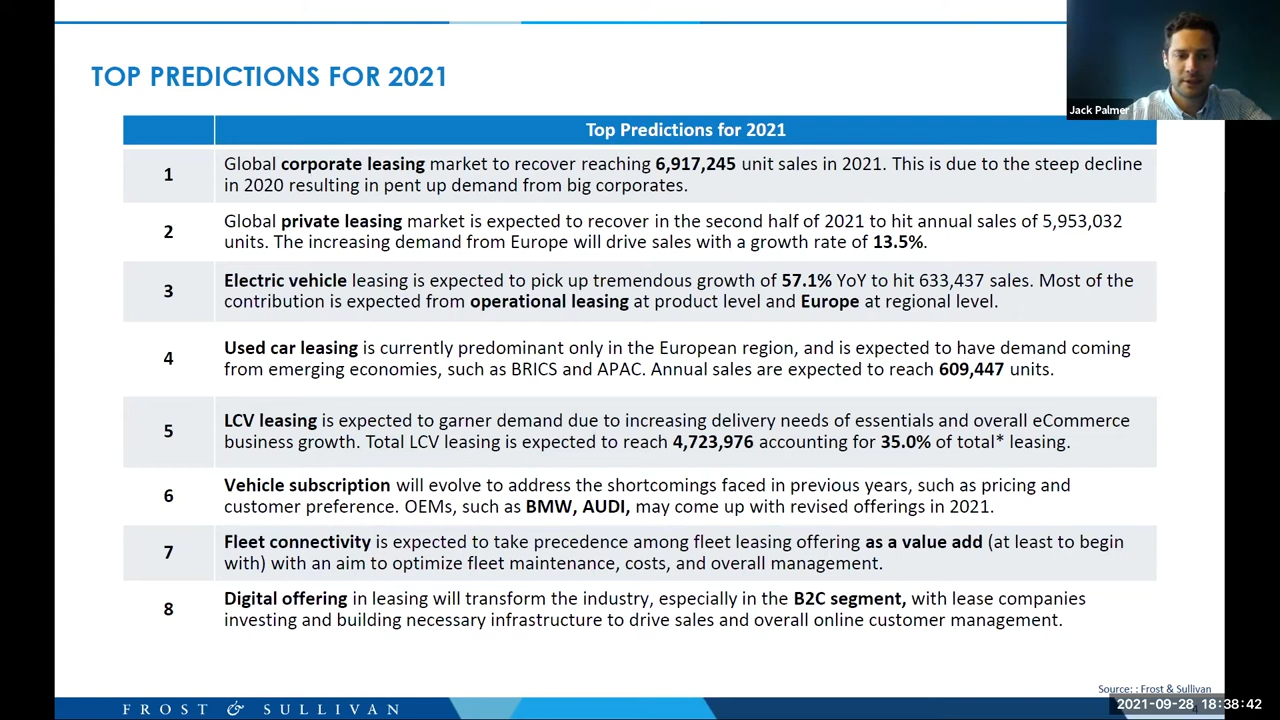 TOP PREDICTIONS FOR 2021
Jack Palmer
Top Predictions for 2021
1
Global corporate leasing market to recover reaching 6,917,245 unit sales in 2021. This is due to the steep decline
in 2020 resulting in pent up demand from big corporates.
2
Global private leasing market is expected to recover in the second half of 2021 to hit annual sales of 5,953,032
units. The increasing demand from Europe will drive sales with a growth rate of 13.5%.
3
Electric vehicle leasing is expected to pick up tremendous growth of 57.1% YoY to hit 633,437 sales. Most of the
contribution is expected from operational leasing at product level and Europe at regional level.
4
Used car leasing is currently predominant only in the European region, and is expected to have demand coming
from emerging economies, such as BRICS and APAC. Annual sales are expected to reach 609,447 units.
5
LCV leasing is expected to garner demand due to increasing delivery needs of essentials and overall eCommerce
business growth. Total LCV leasing is expected to reach 4,723,976 accounting for 35.0% of total* leasing.
6
Vehicle subscription will evolve to address the shortcomings faced in previous years, such as pricing and
customer preference. OEMs, such as BMW, AUDI, may come up with revised offerings in 2021.
7
Fleet connectivity is expected to take precedence among fleet leasing offering as a value add (at least to begin
with) with an aim to optimize fleet maintenance, costs, and overall management.
8
Digital offering in leasing will transform the industry, especially in the B2C segment, with lease companies
investing and building necessary infrastructure to drive sales and overall online customer management.
Source: : Frost & Sullivan
FROST & SULLIVAN
2021-09-28 18:38:42